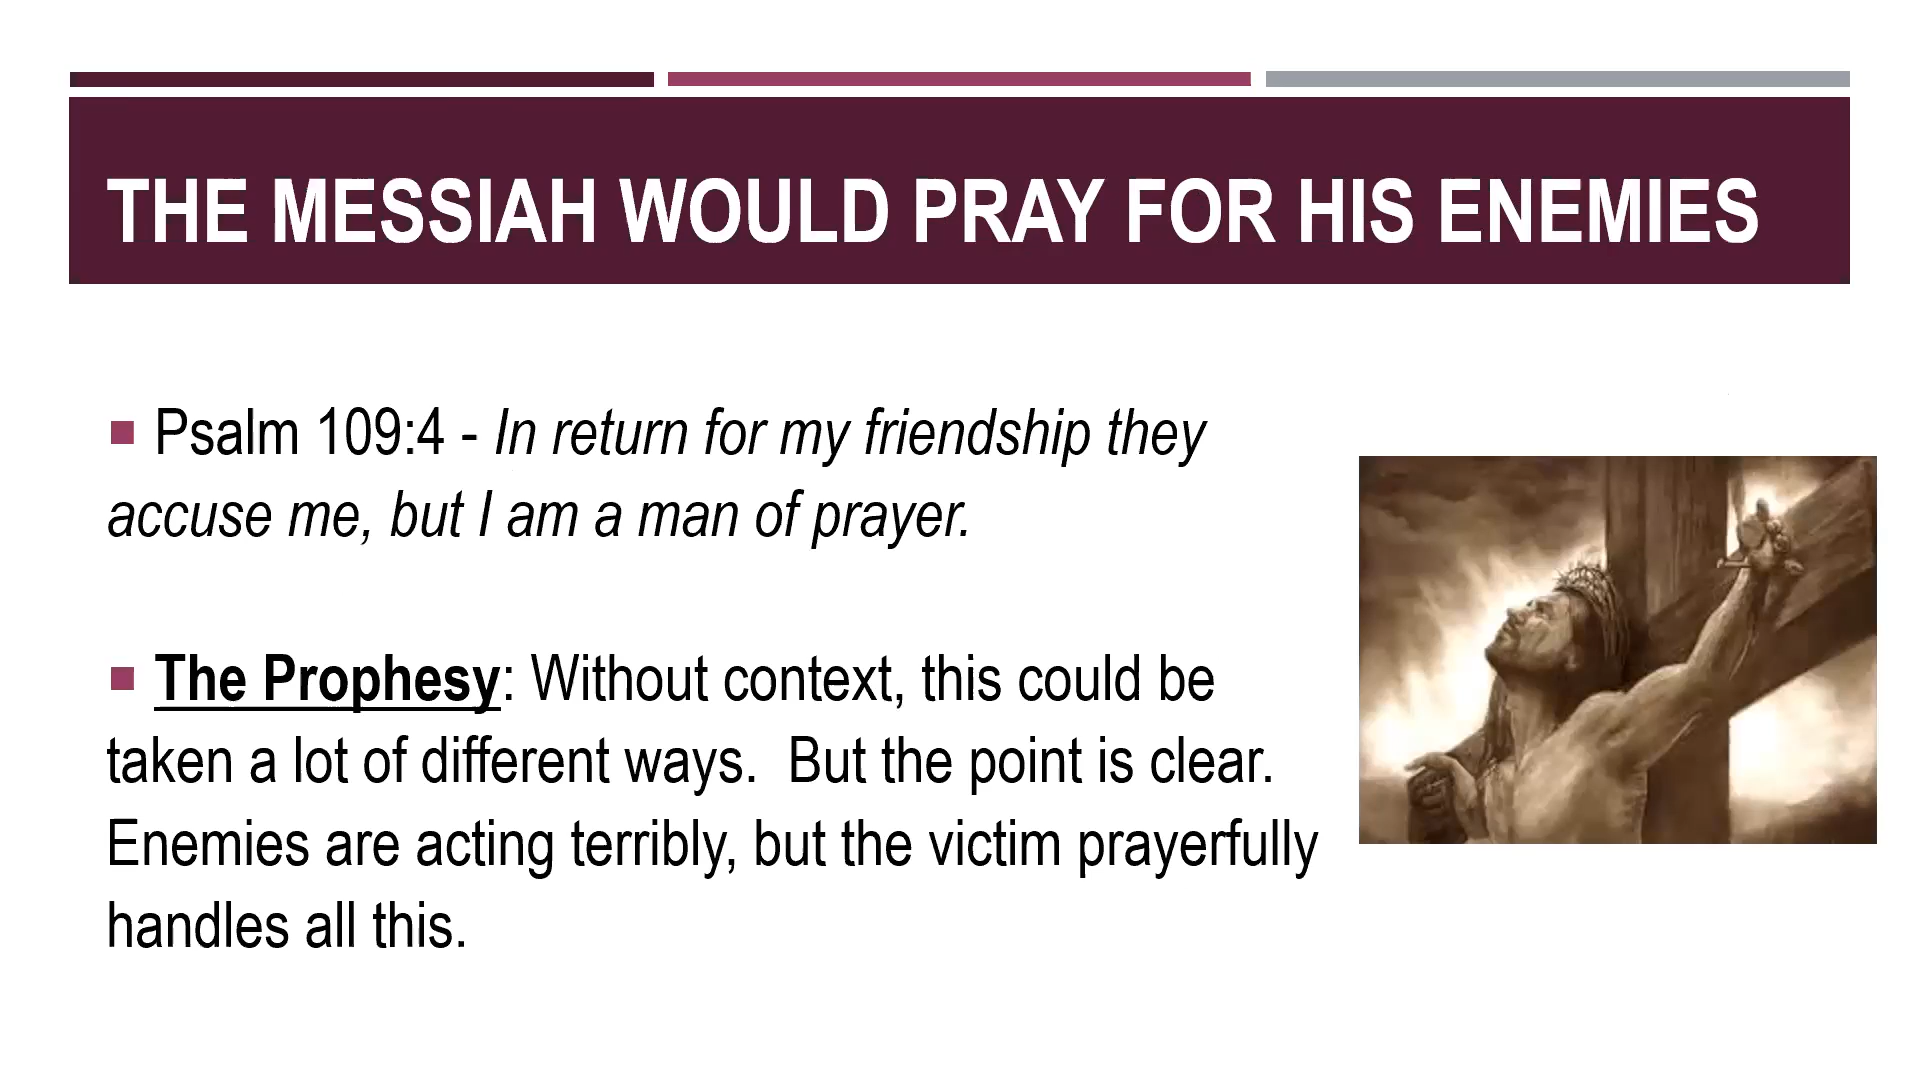 THE MESSIAH WOULD PRAY FOR HIS ENEMIES
Psalm 109:4 - In return for my friendship they
accuse me, but I am a man of prayer.
The Prophesy: Without context, this could be
taken a lot of different ways.  But the point is clear.
Enemies are acting terribly, but the victim prayerfully
handles all this.